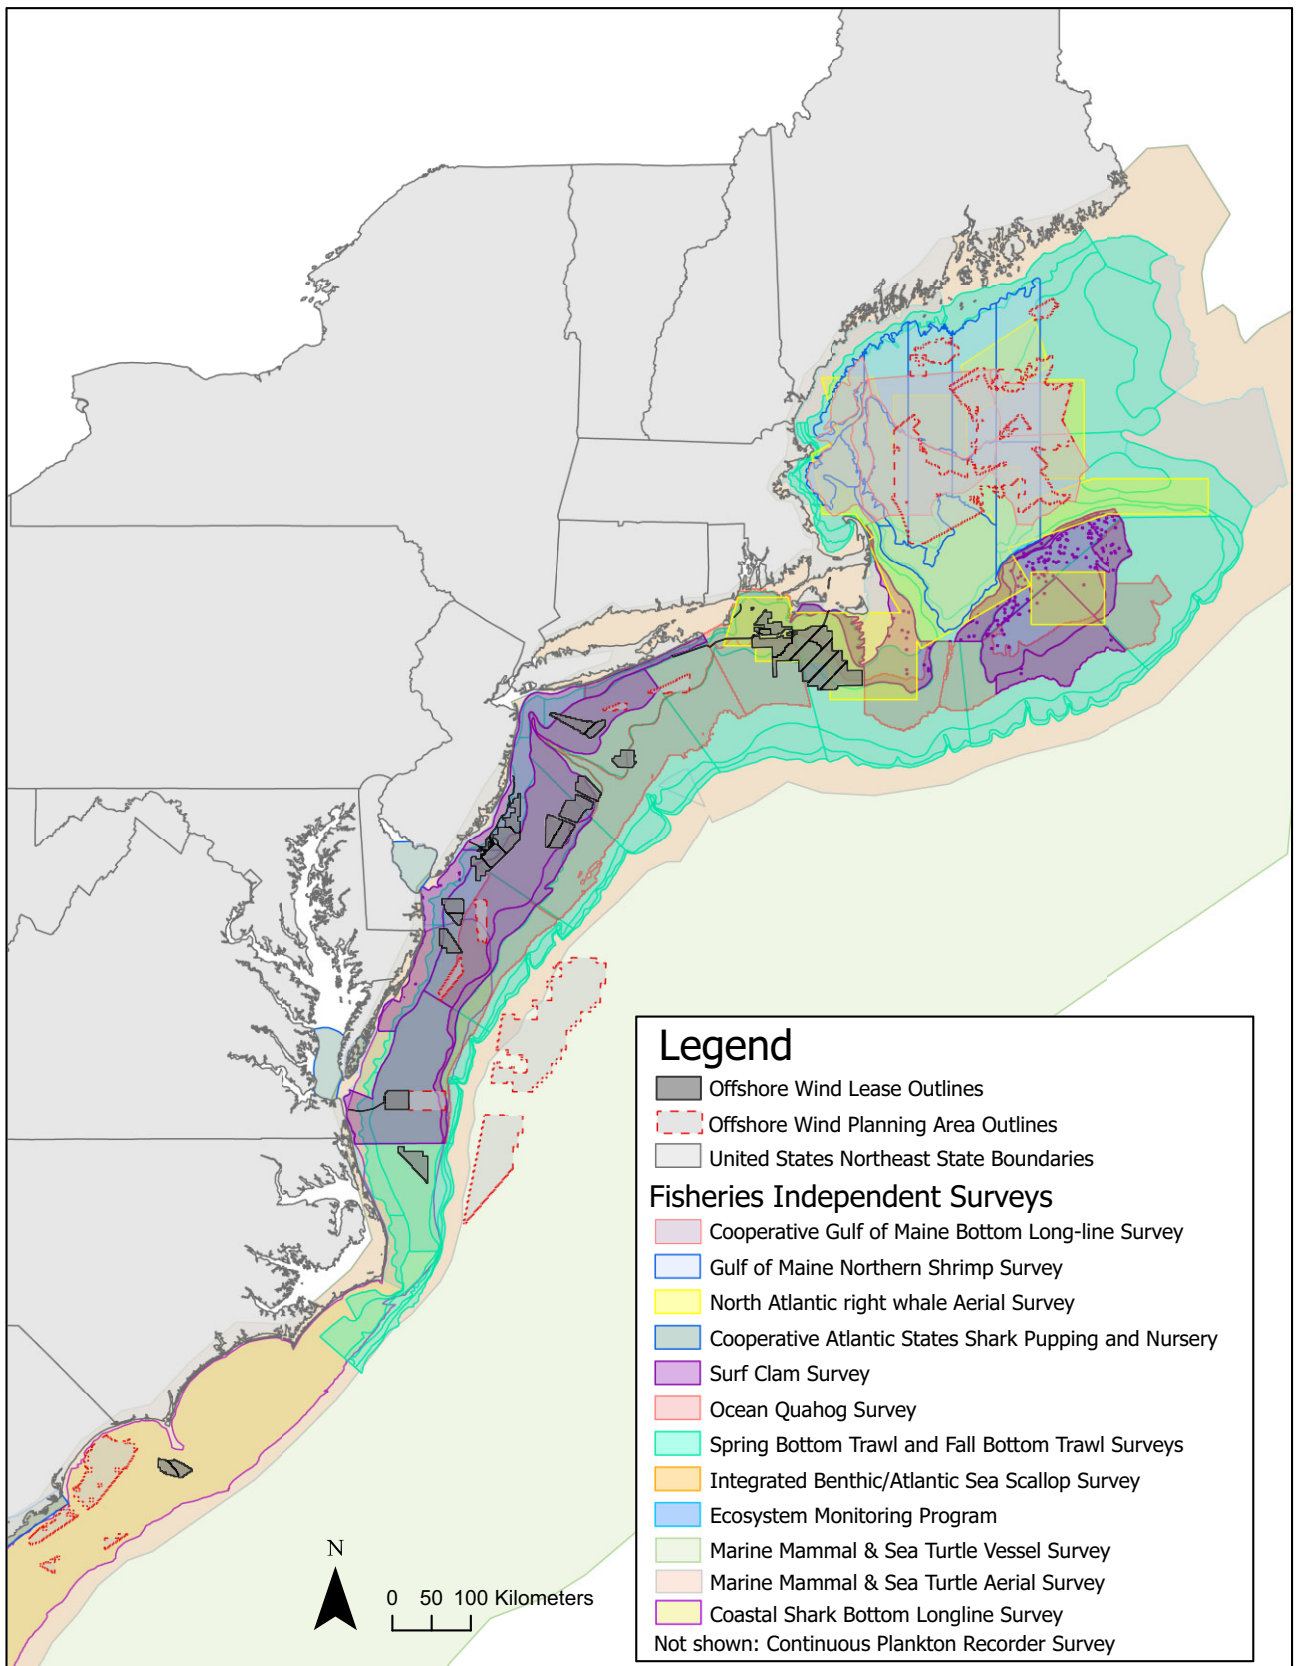 Legend
Offshore Wind Lease Outlines
Offshore Wind Planning Area Outlines
United States Northeast State Boundaries
Fisheries Independent Surveys
Cooperative Gulf of Maine Bottom Long-line Survey
Gulf of Maine Northern Shrimp Survey
North Atlantic right whale Aerial Survey
Cooperative Atlantic States Shark Pupping and Nursery
Surf Clam Survey
Ocean Quahog Survey
Spring Bottom Trawl and Fall Bottom Trawl Surveys
Integrated Benthic/Atlantic Sea Scallop Survey
Ecosystem Monitoring Program
Marine Mammal & Sea Turtle Vessel Survey
Marine Mammal & Sea Turtle Aerial Survey
Coastal Shark Bottom Longline Survey
Not shown: Continuous Plankton Recorder Survey
N
0 50 100 Kilometers